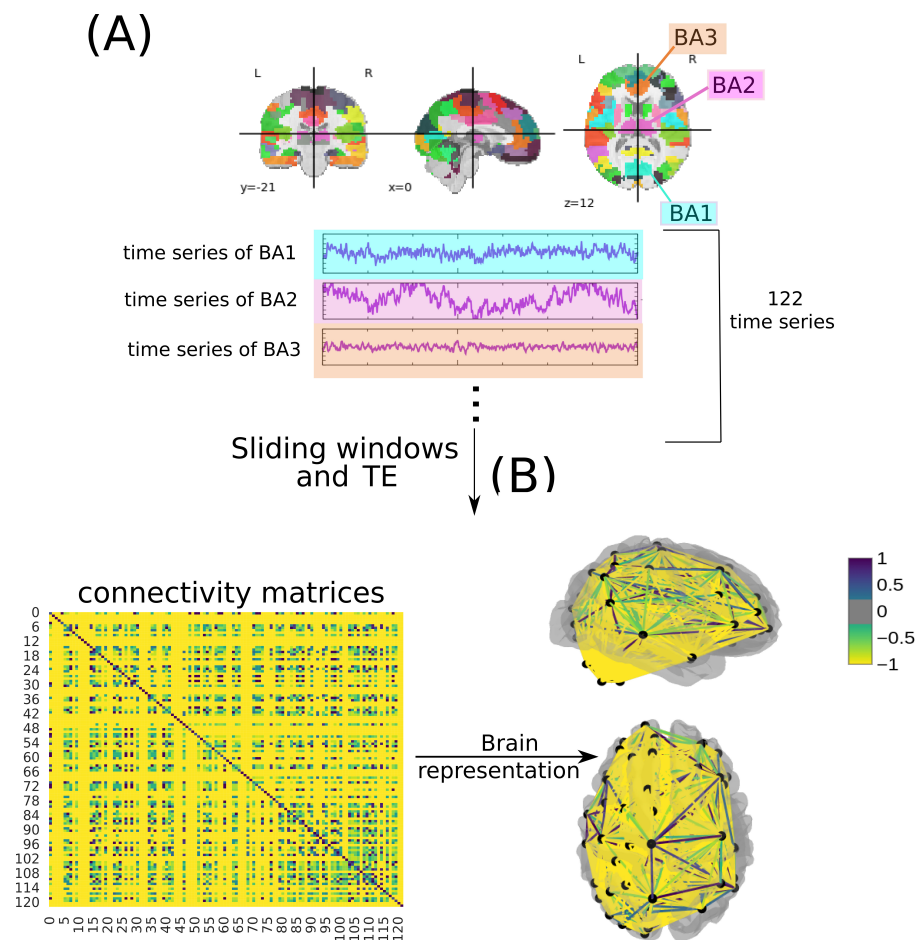 (A)
BA3
L
R
L
R
BA2
y=-21
x=0
z=12
BA1
time series of BA1
time series of BA2
time series of BA3
122
time series
Sliding windows
and TE
(B)
connectivity matrices
0
6
12
18
24
30
36
42
48
54
60
66
72
78
84
90
96
102
108
114
120
0
5
10
15
20
25
30
35
40
45
50
55
60
65
70
75
80
85
90
95
100
105
110
115
120
Brain
representation
1
0.5
0
−0.5
−1